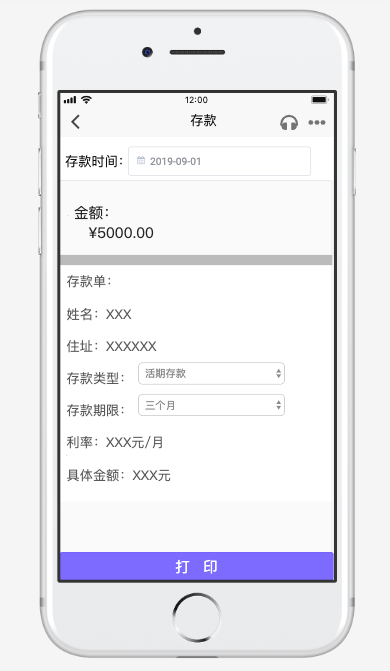 12:00
存款
存款时间： 2019-09-01
金额：
¥5000.00
存款单：
姓名：XXX
住址：XXXXXX
存款类型： 活期存款
存款期限： 三个月
利率：XXX元/月
具体金额：XXX元
打 印